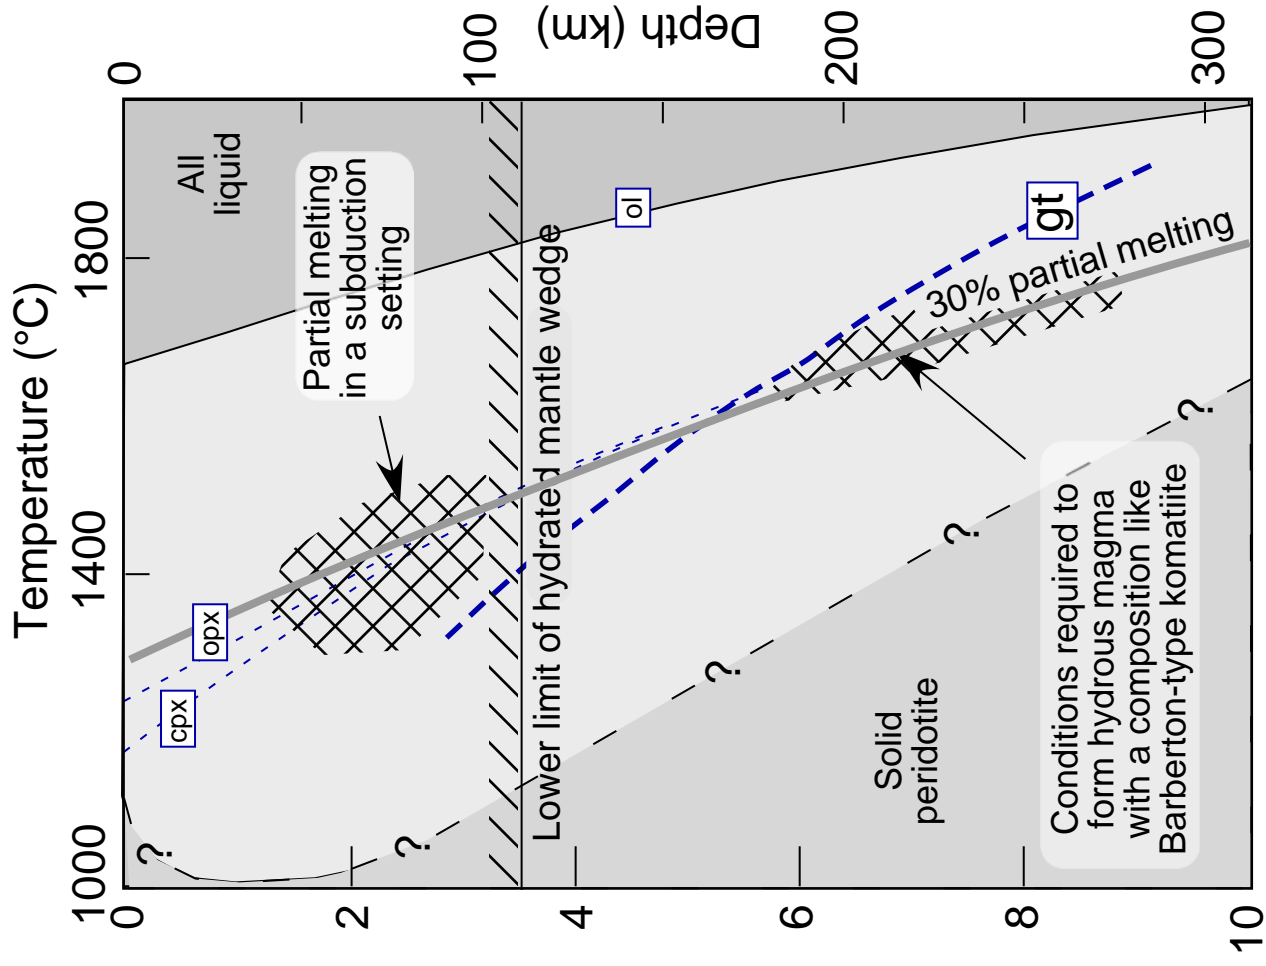 Temperature (°C)
1000
1400
1800
0
2
4
6
8
10
0
100
200
300
Depth (km)
All
liquid
Partial melting
in a subduction
setting
opx
cpx
ol
gt
Lower limit of hydrated mantle wedge
30% partial melting
Solid
peridotite
Conditions required to
form hydrous magma
with a composition like
Barberton-type komatiite
?
?
?
?
?